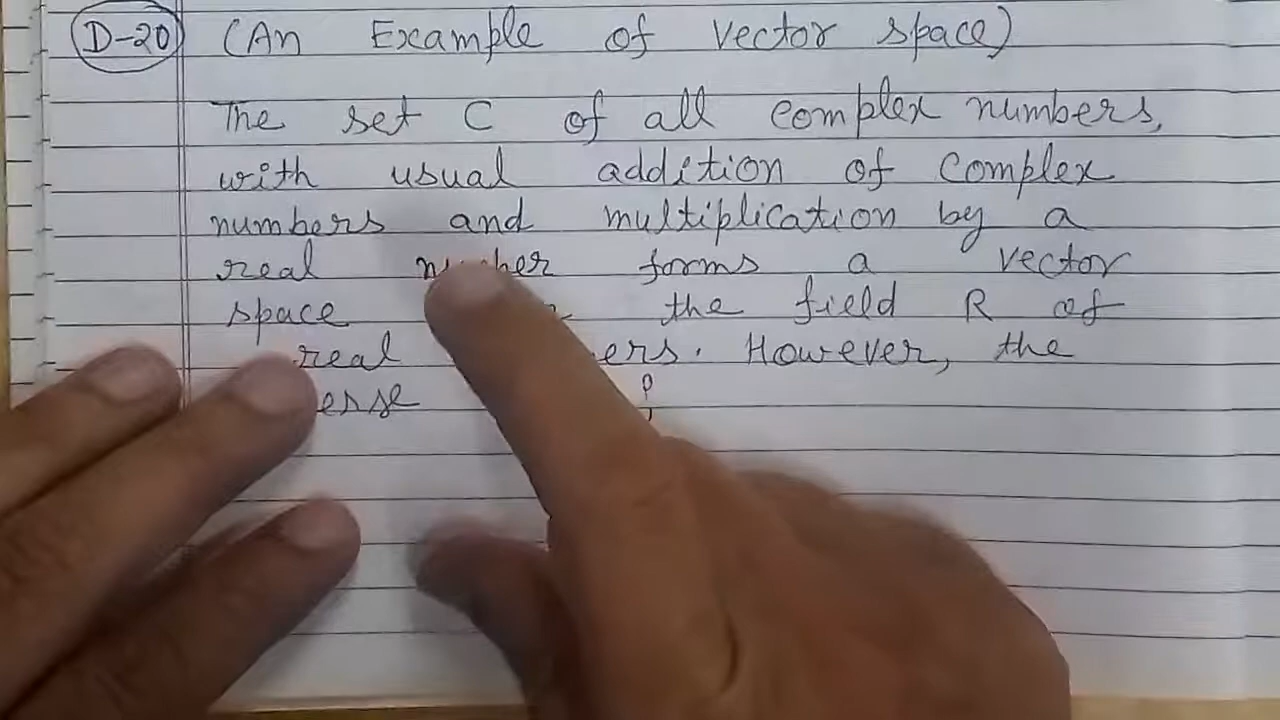 D-20 (An Example of vector space)
The set C of all complex numbers,
with usual addition of complex
numbers and multiplication by a
real forms a vector
space the field R of
real However, the